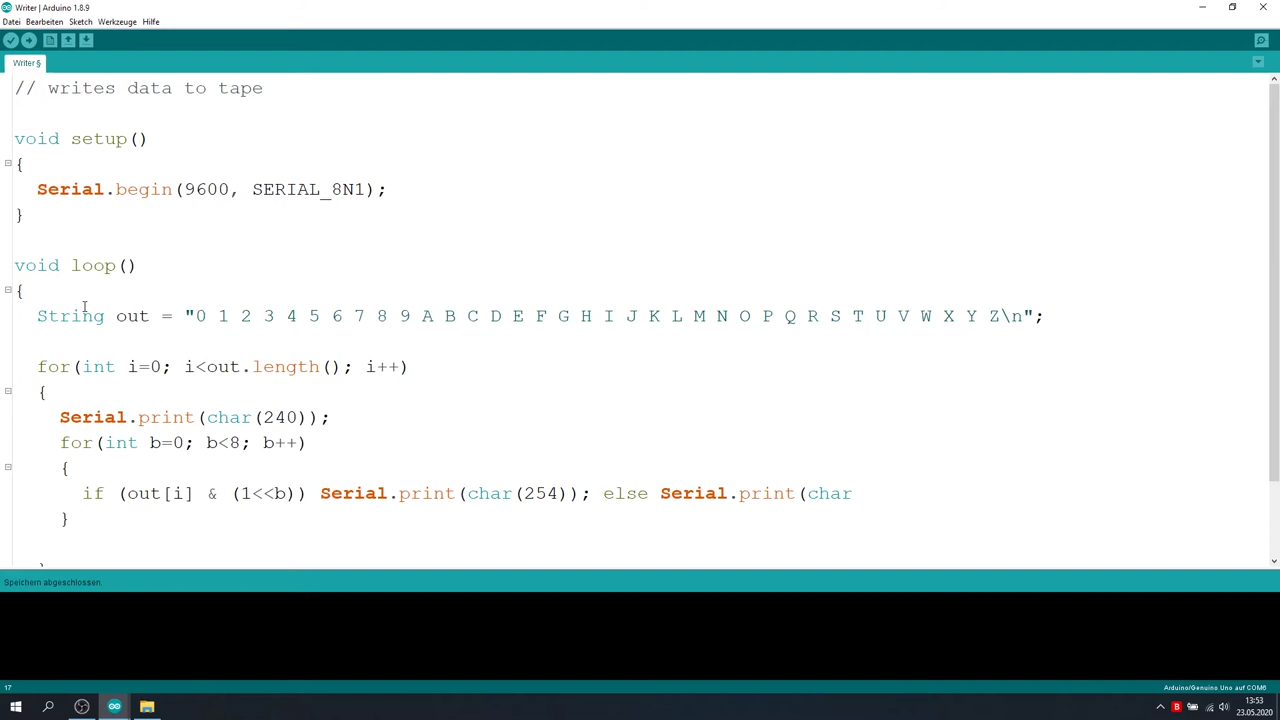 Writer | Arduino 1.8.9
Datei Bearbeiten Sketch Werkzeuge Hilfe
Writer §
// writes data to tape
void setup()
{
Serial.begin(9600, SERIAL_8N1);
}
void loop()
{
String out = "0 1 2 3 4 5 6 7 8 9 A B C D E F G H I J K L M N O P Q R S T U V W X Y Z\n";
for(int i=0; i<out.length(); i++)
{
Serial.print(char(240));
for(int b=0; b<8; b++)
{
if (out[i] & (1<<b)) Serial.print(char(254)); else Serial.print(char
}
Speichern abgeschlossen.
17
Arduino/Genuino Uno auf COM6
B
13:53
23.05.2020